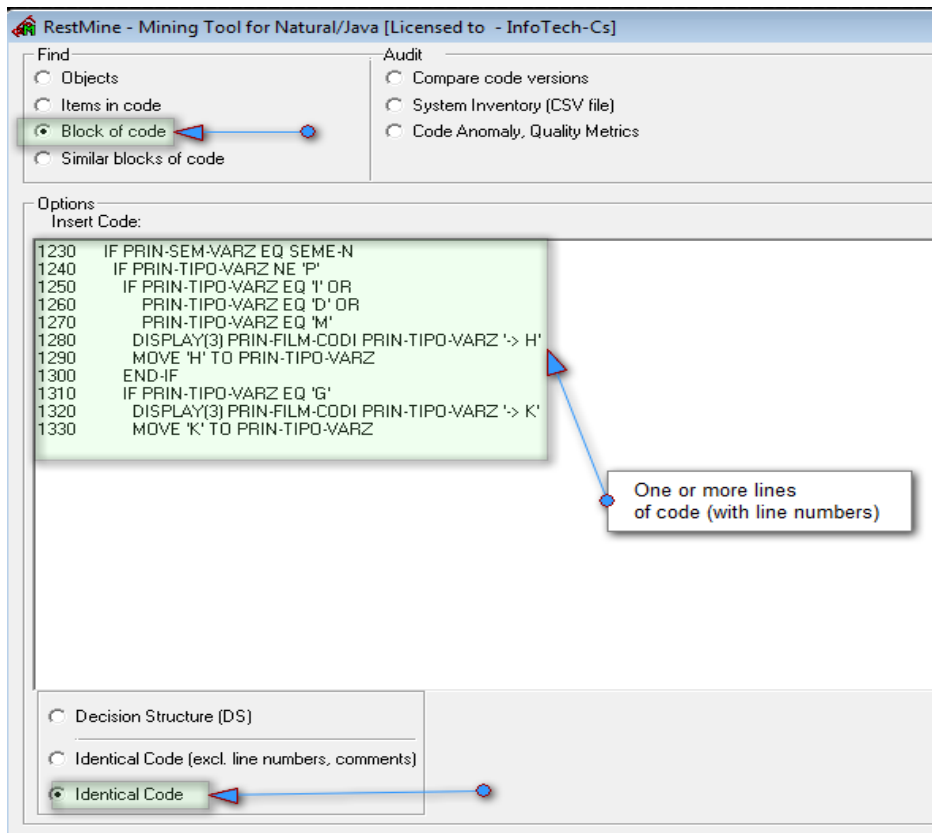 RestMine - Mining Tool for Natural/Java [Licensed to - InfoTech-Cs]
Find
Objects
Items in code
Block of code
Similar blocks of code
Audit
Compare code versions
System Inventory (CSV file)
Code Anomaly, Quality Metrics
Options
Insert Code:
1230 IF PRIN-SEM-VARZ EQ SEME-N
1240 IF PRIN-TIPO-VARZ NE 'P'
1250 IF PRIN-TIPO-VARZ EQ 'I' OR
1260 PRIN-TIPO-VARZ EQ 'D' OR
1270 PRIN-TIPO-VARZ EQ 'M'
1280 DISPLAY(3) PRIN-FILM-CODI PRIN-TIPO-VARZ '-> H'
1290 MOVE 'H' TO PRIN-TIPO-VARZ
1300 END-IF
1310 IF PRIN-TIPO-VARZ EQ 'G'
1320 DISPLAY(3) PRIN-FILM-CODI PRIN-TIPO-VARZ '-> K'
1330 MOVE 'K' TO PRIN-TIPO-VARZ
One or more lines
of code (with line numbers)
Decision Structure (DS)
Identical Code (excl. line numbers, comments)
Identical Code